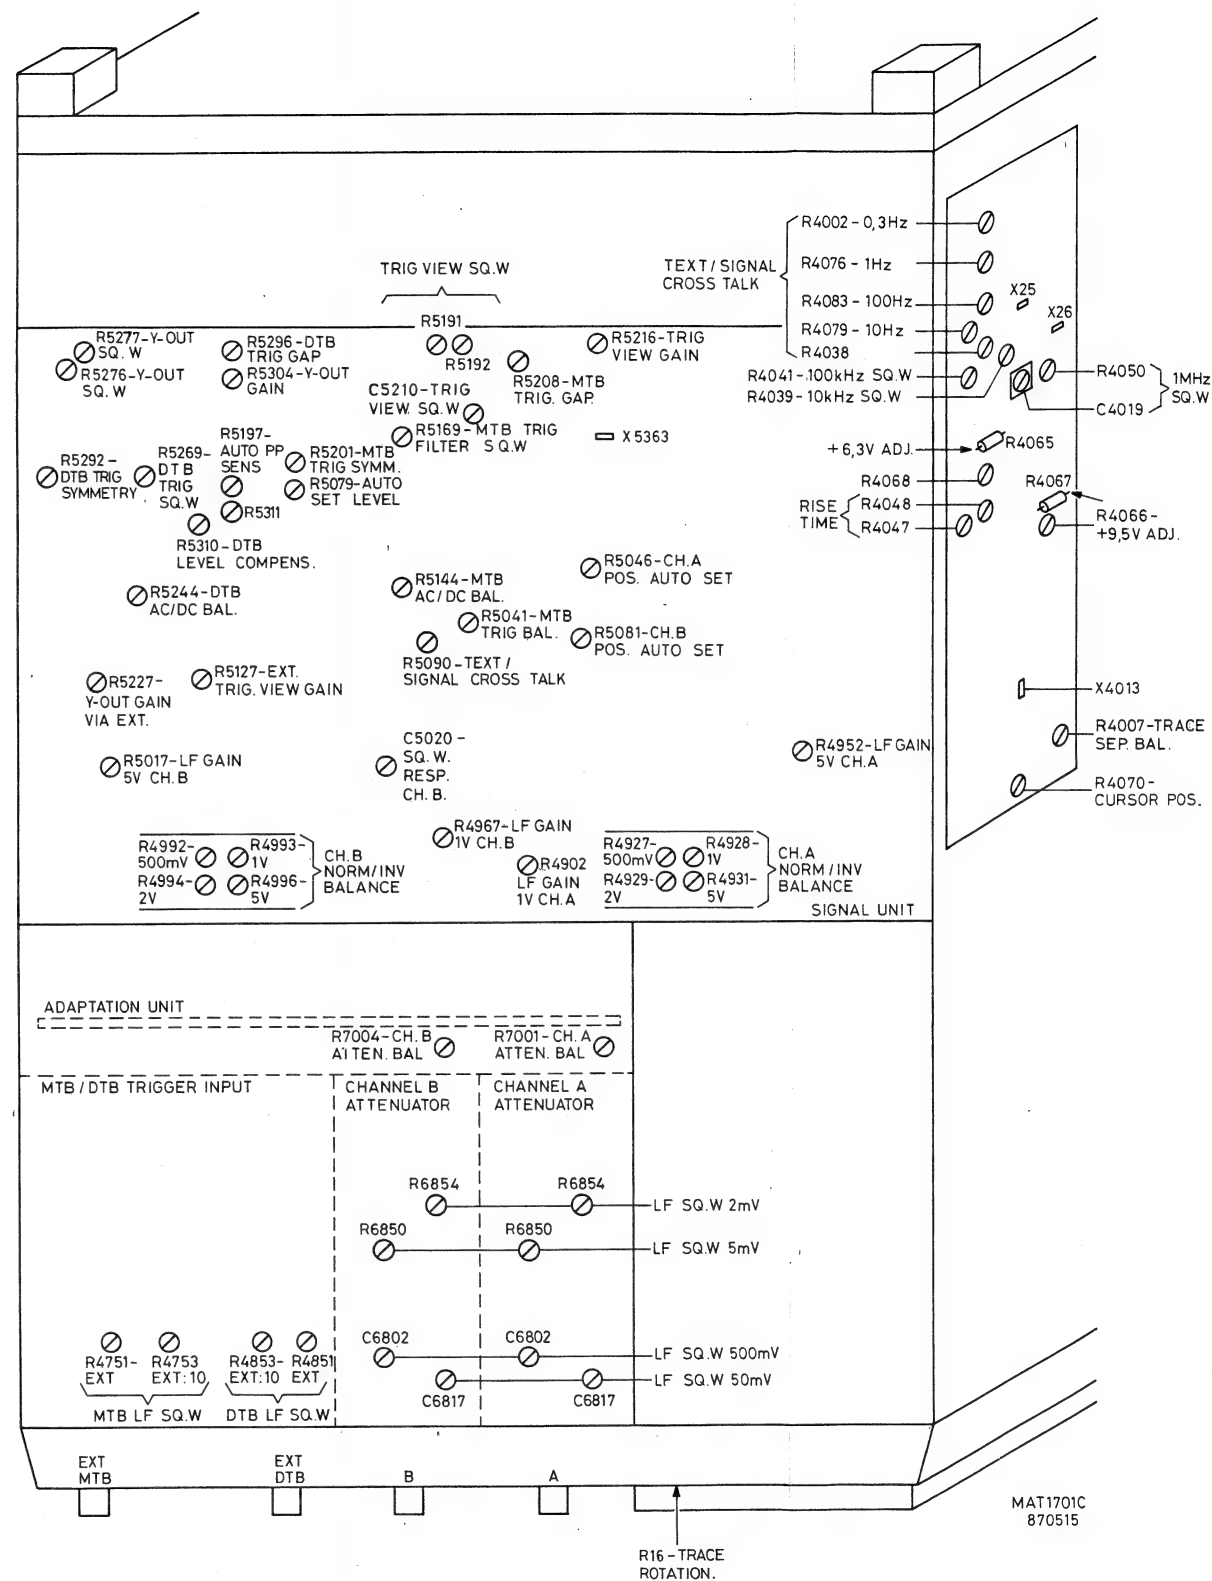 R4002-0,3Hz
TEXT/SIGNAL
CROSS TALK
R4076-1Hz
R4083-100Hz
R4079-10Hz
R4038
X25
X26
R4041-100kHz SQ.W
R4039-10kHz SQ.W
R4050
C4019
1MHz
SQ.W
+6,3V ADJ.
R4065
R4068
R4067
RISE
TIME
R4048
R4047
R4066-
+9,5V ADJ.
X4013
R4007-TRACE
SEP. BAL.
R4070-
CURSOR POS.
TRIG VIEW SQ.W
R5191
R5192
R5277-Y-OUT
SQ. W
R5276-Y-OUT
SQ. W
R5296-DTB
TRIG GAP
R5304-Y-OUT
GAIN
R5216-TRIG
VIEW GAIN
R5208-MTB
TRIG. GAP.
C5210-TRIG
VIEW. SQ.W
R5169-MTB TRIG
FILTER SQ.W
X5363
R5292-
DTB TRIG
SYMMETRY
R5269-
DTB
TRIG
SQ.W
R5197-
AUTO PP
SENS
R5201-MTB
TRIG SYMM.
R5079-AUTO
SET LEVEL
R5311
R5310-DTB
LEVEL COMPENS.
R5244-DTB
AC/DC BAL.
R5144-MTB
AC/DC BAL.
R5046-CH.A
POS. AUTO SET
R5041-MTB
TRIG BAL.
R5081-CH.B
POS. AUTO SET
R5090-TEXT/
SIGNAL CROSS TALK
R5227-
Y-OUT GAIN
VIA EXT.
R5127-EXT.
TRIG. VIEW GAIN
R5017-LF GAIN
5V CH.B
C5020-
SQ. W.
RESP.
CH. B.
R4952-LF GAIN
5V CH.A
R4967-LF GAIN
1V CH.B
R4902
LF GAIN
1V CH.A
R4992-
500mV
R4993-
1V
R4994-
2V
R4996-
5V
CH.B
NORM/INV
BALANCE
R4927-
500mV
R4928-
1V
R4929-
2V
R4931-
5V
CH.A
NORM/INV
BALANCE
SIGNAL UNIT
ADAPTATION UNIT
R7004-CH. B
ATTEN. BAL
R7001-CH. A
ATTEN. BAL
MTB/DTB TRIGGER INPUT
CHANNEL B
ATTENUATOR
CHANNEL A
ATTENUATOR
R6854
R6854
LF SQ.W 2mV
R6850
R6850
LF SQ.W 5mV
C6802
C6802
LF SQ.W 500mV
LF SQ.W 50mV
C6817
C6817
R4751-
EXT
R4753
EXT:10
R4853-
EXT:10
R4851
EXT
MTB LF SQ.W
DTB LF SQ.W
EXT
MTB
EXT
DTB
B
A
R16-TRACE
ROTATION.
MAT1701C
870515